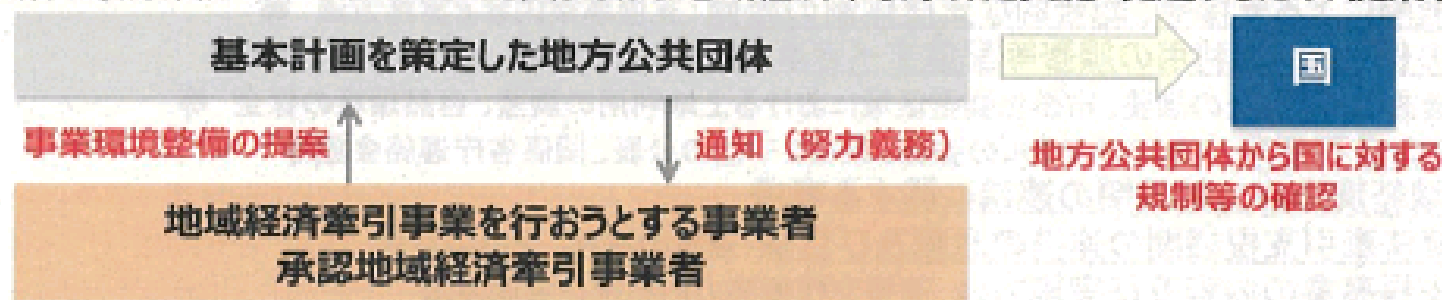 基本計画を策定した地方公共団体
国
事業環境整備の提案
通知（努力義務）
地方公共団体から国に対する
規制等の確認
地域経済牽引事業を行おうとする事業者
承認地域経済牽引事業者